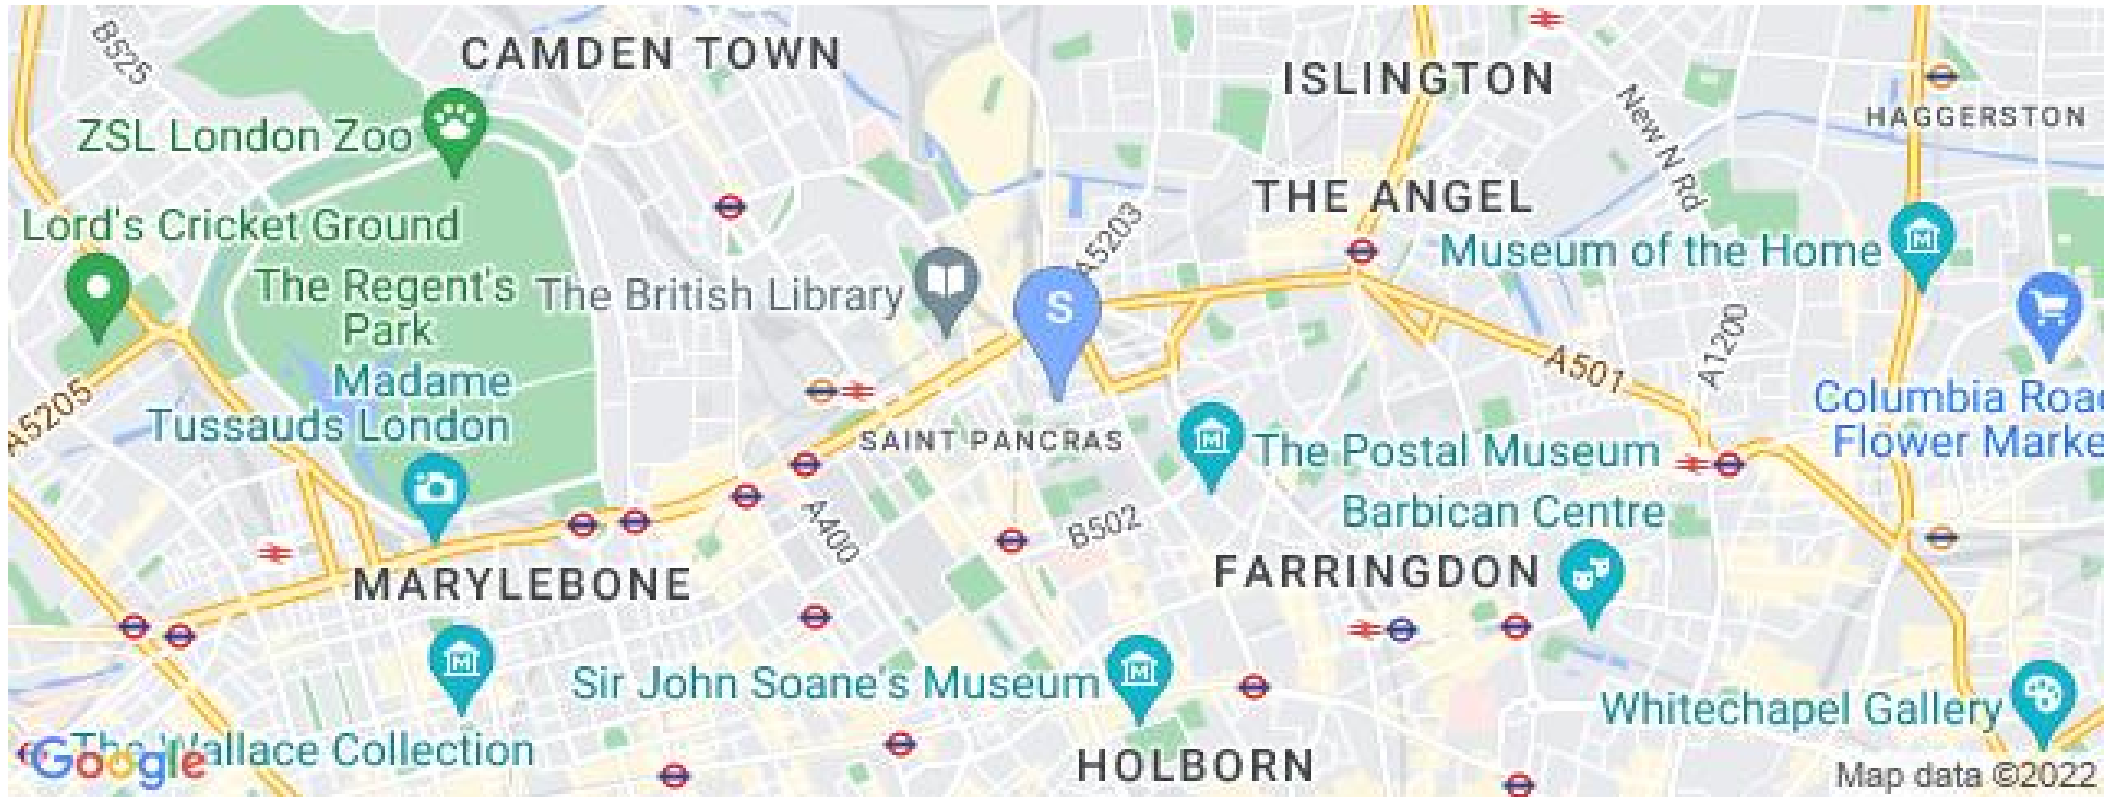 B525
CAMDEN TOWN
ISLINGTON
HAGGERSTON
ZSL London Zoo
New N Rd
THE ANGEL
Lord's Cricket Ground
A5203
Museum of the Home
The Regent's
Park
The British Library
S
A1200
Madame
Tussauds London
A501
A5205
Columbia Road
Flower Marke
SAINT PANCRAS
The Postal Museum
A400
B502
Barbican Centre
MARYLEBONE
FARRINGDON
Sir John Soane's Museum
Whitechapel Gallery
The Wallace Collection
Google
HOLBORN
Map data ©2022